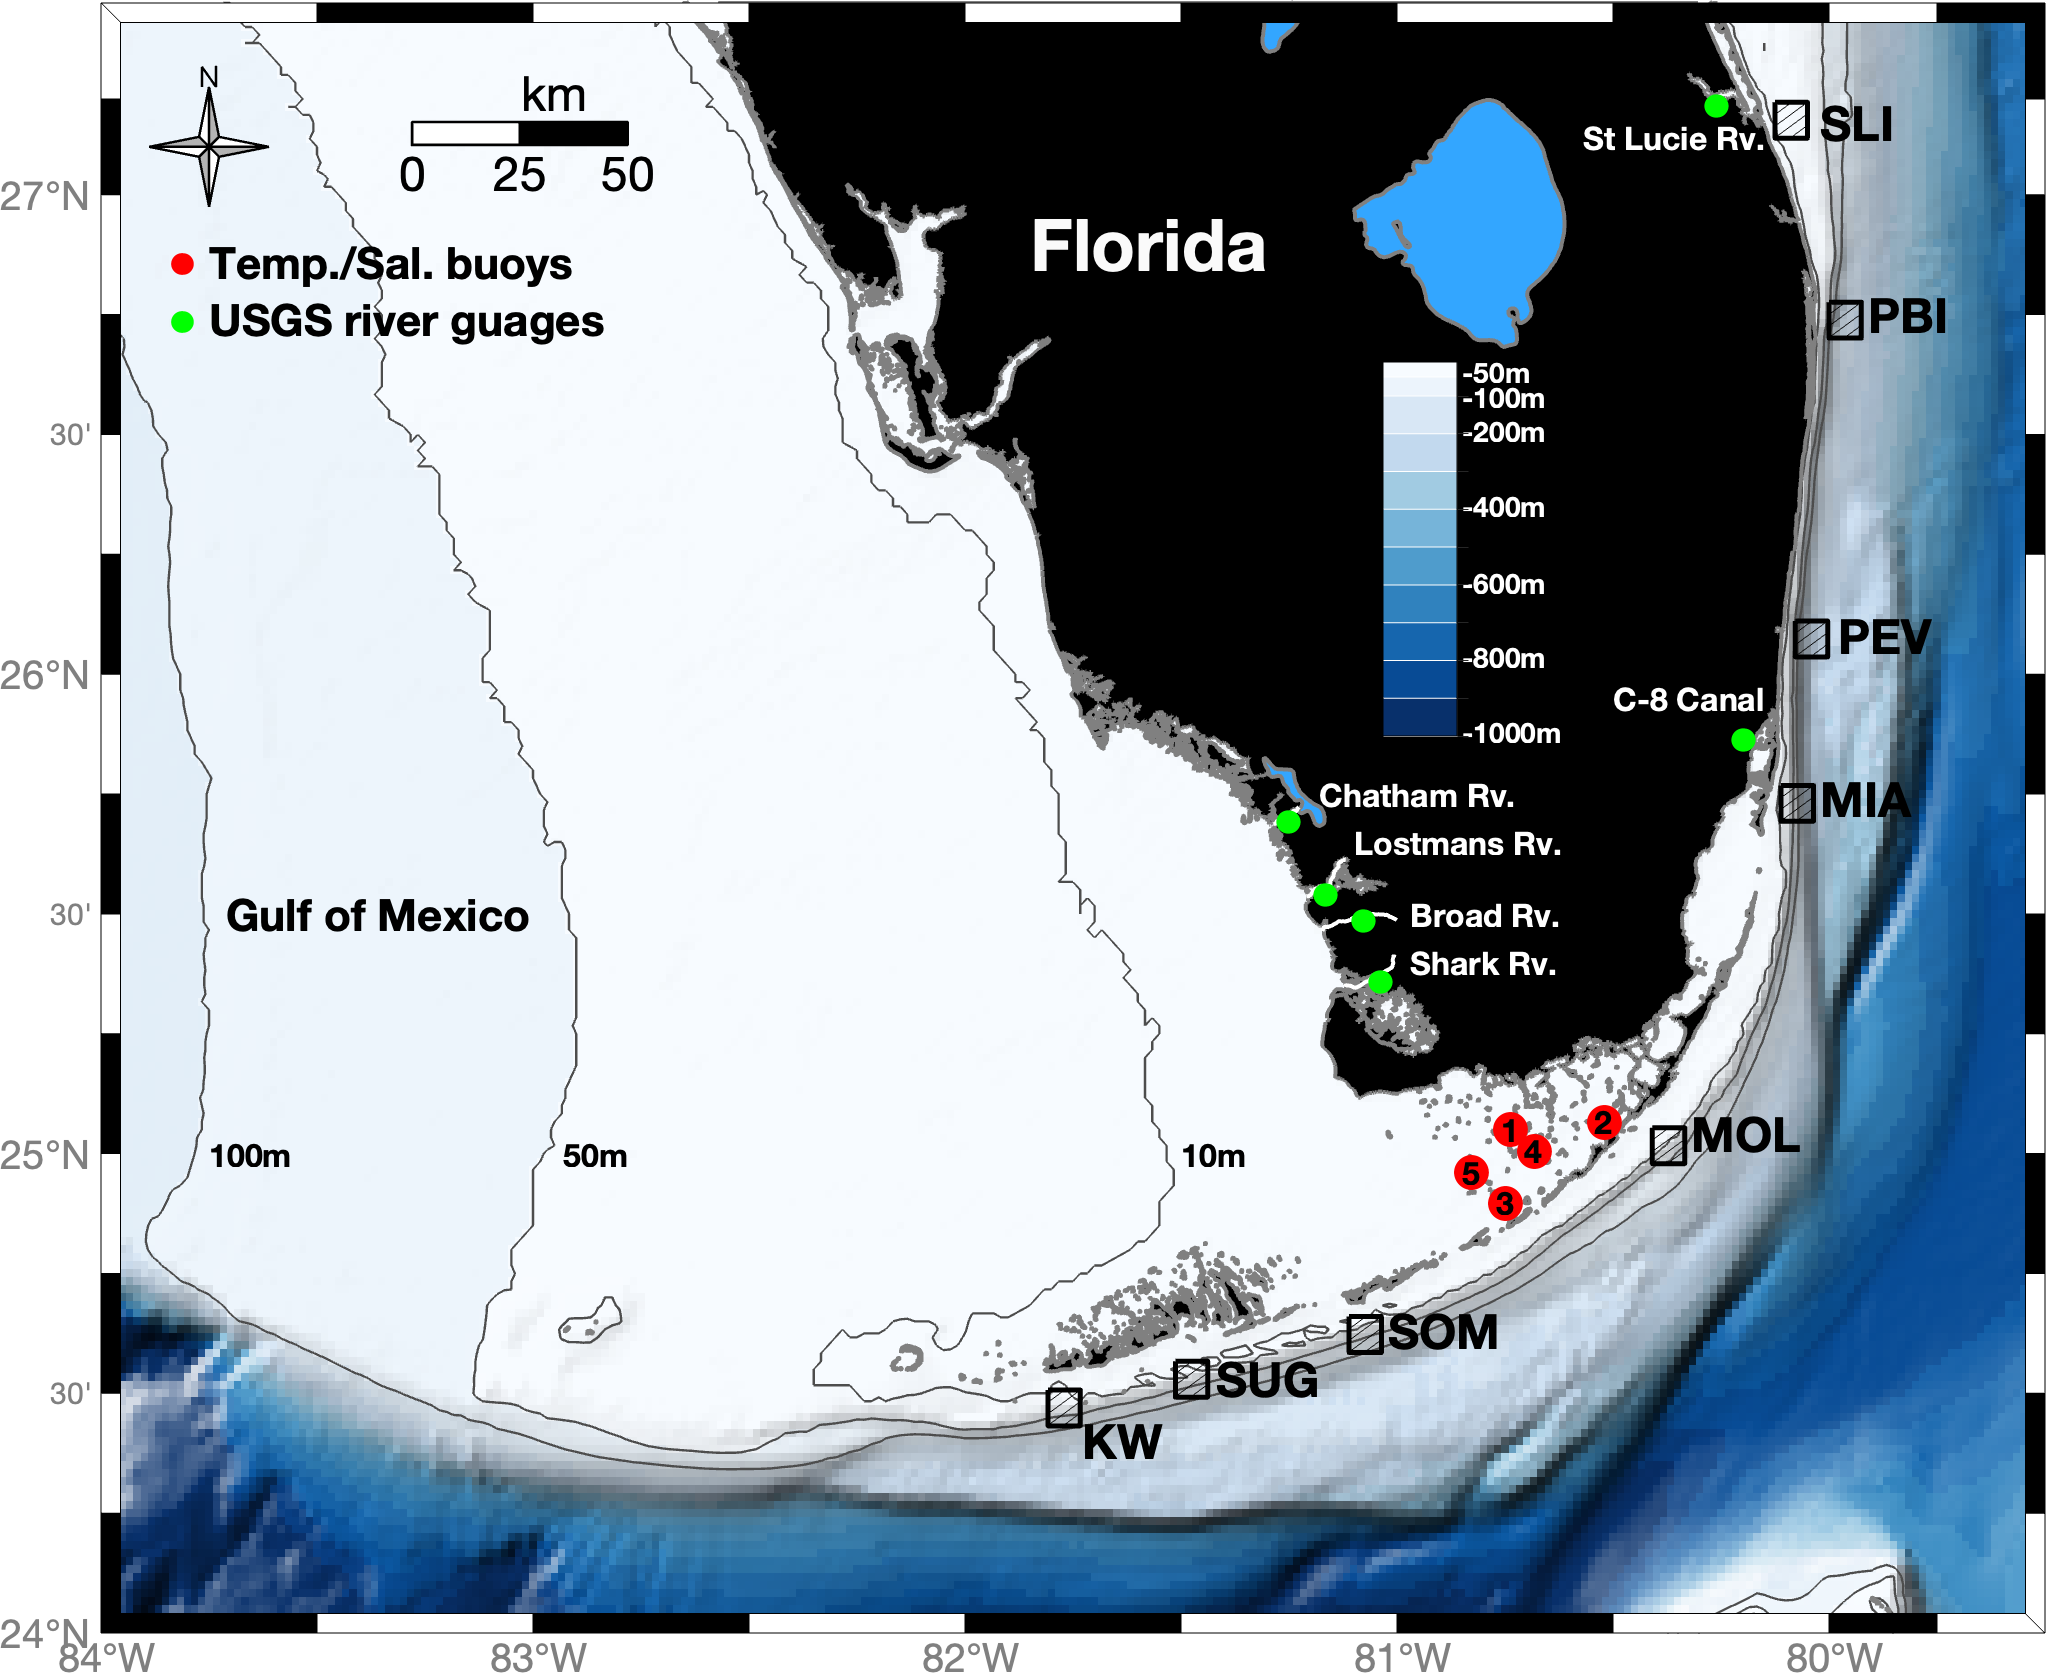 N
km
0 25 50
Temp./Sal. buoys
USGS river guages
Florida
St Lucie Rv.
SLI
PBI
-50m
-100m
-200m
-400m
-600m
-800m
-1000m
PEV
C-8 Canal
MIA
Chatham Rv.
Lostmans Rv.
Broad Rv.
Shark Rv.
Gulf of Mexico
100m
50m
10m
1
2
4
5
3
MOL
SOM
SUG
KW
27°N
30'
26°N
30'
25°N
30'
24°N
84°W 83°W 82°W 81°W 80°W